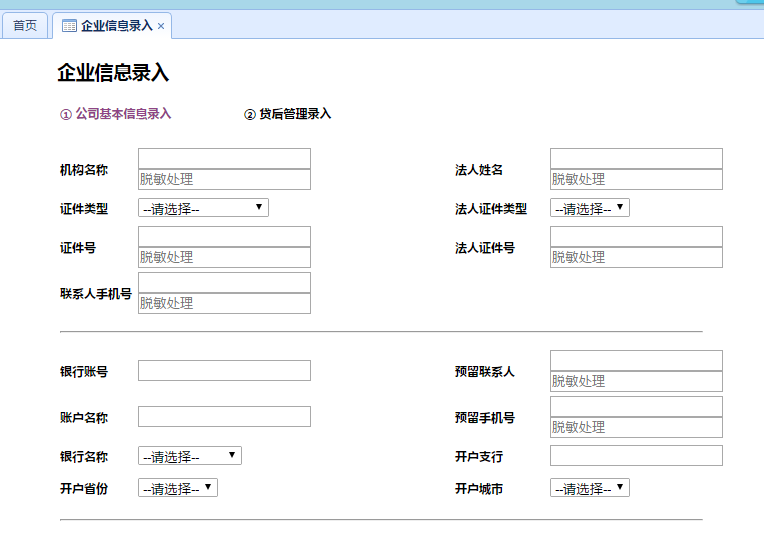 首页 企业信息录入 ×
企业信息录入
① 公司基本信息录入 ② 贷后管理录入
机构名称 脱敏处理 法人姓名 脱敏处理
证件类型 --请选择-- 法人证件类型 --请选择--
证件号 脱敏处理 法人证件号 脱敏处理
联系人手机号 脱敏处理
银行账号 预留联系人 脱敏处理
账户名称 预留手机号 脱敏处理
银行名称 --请选择-- 开户支行
开户省份 --请选择-- 开户城市 --请选择--